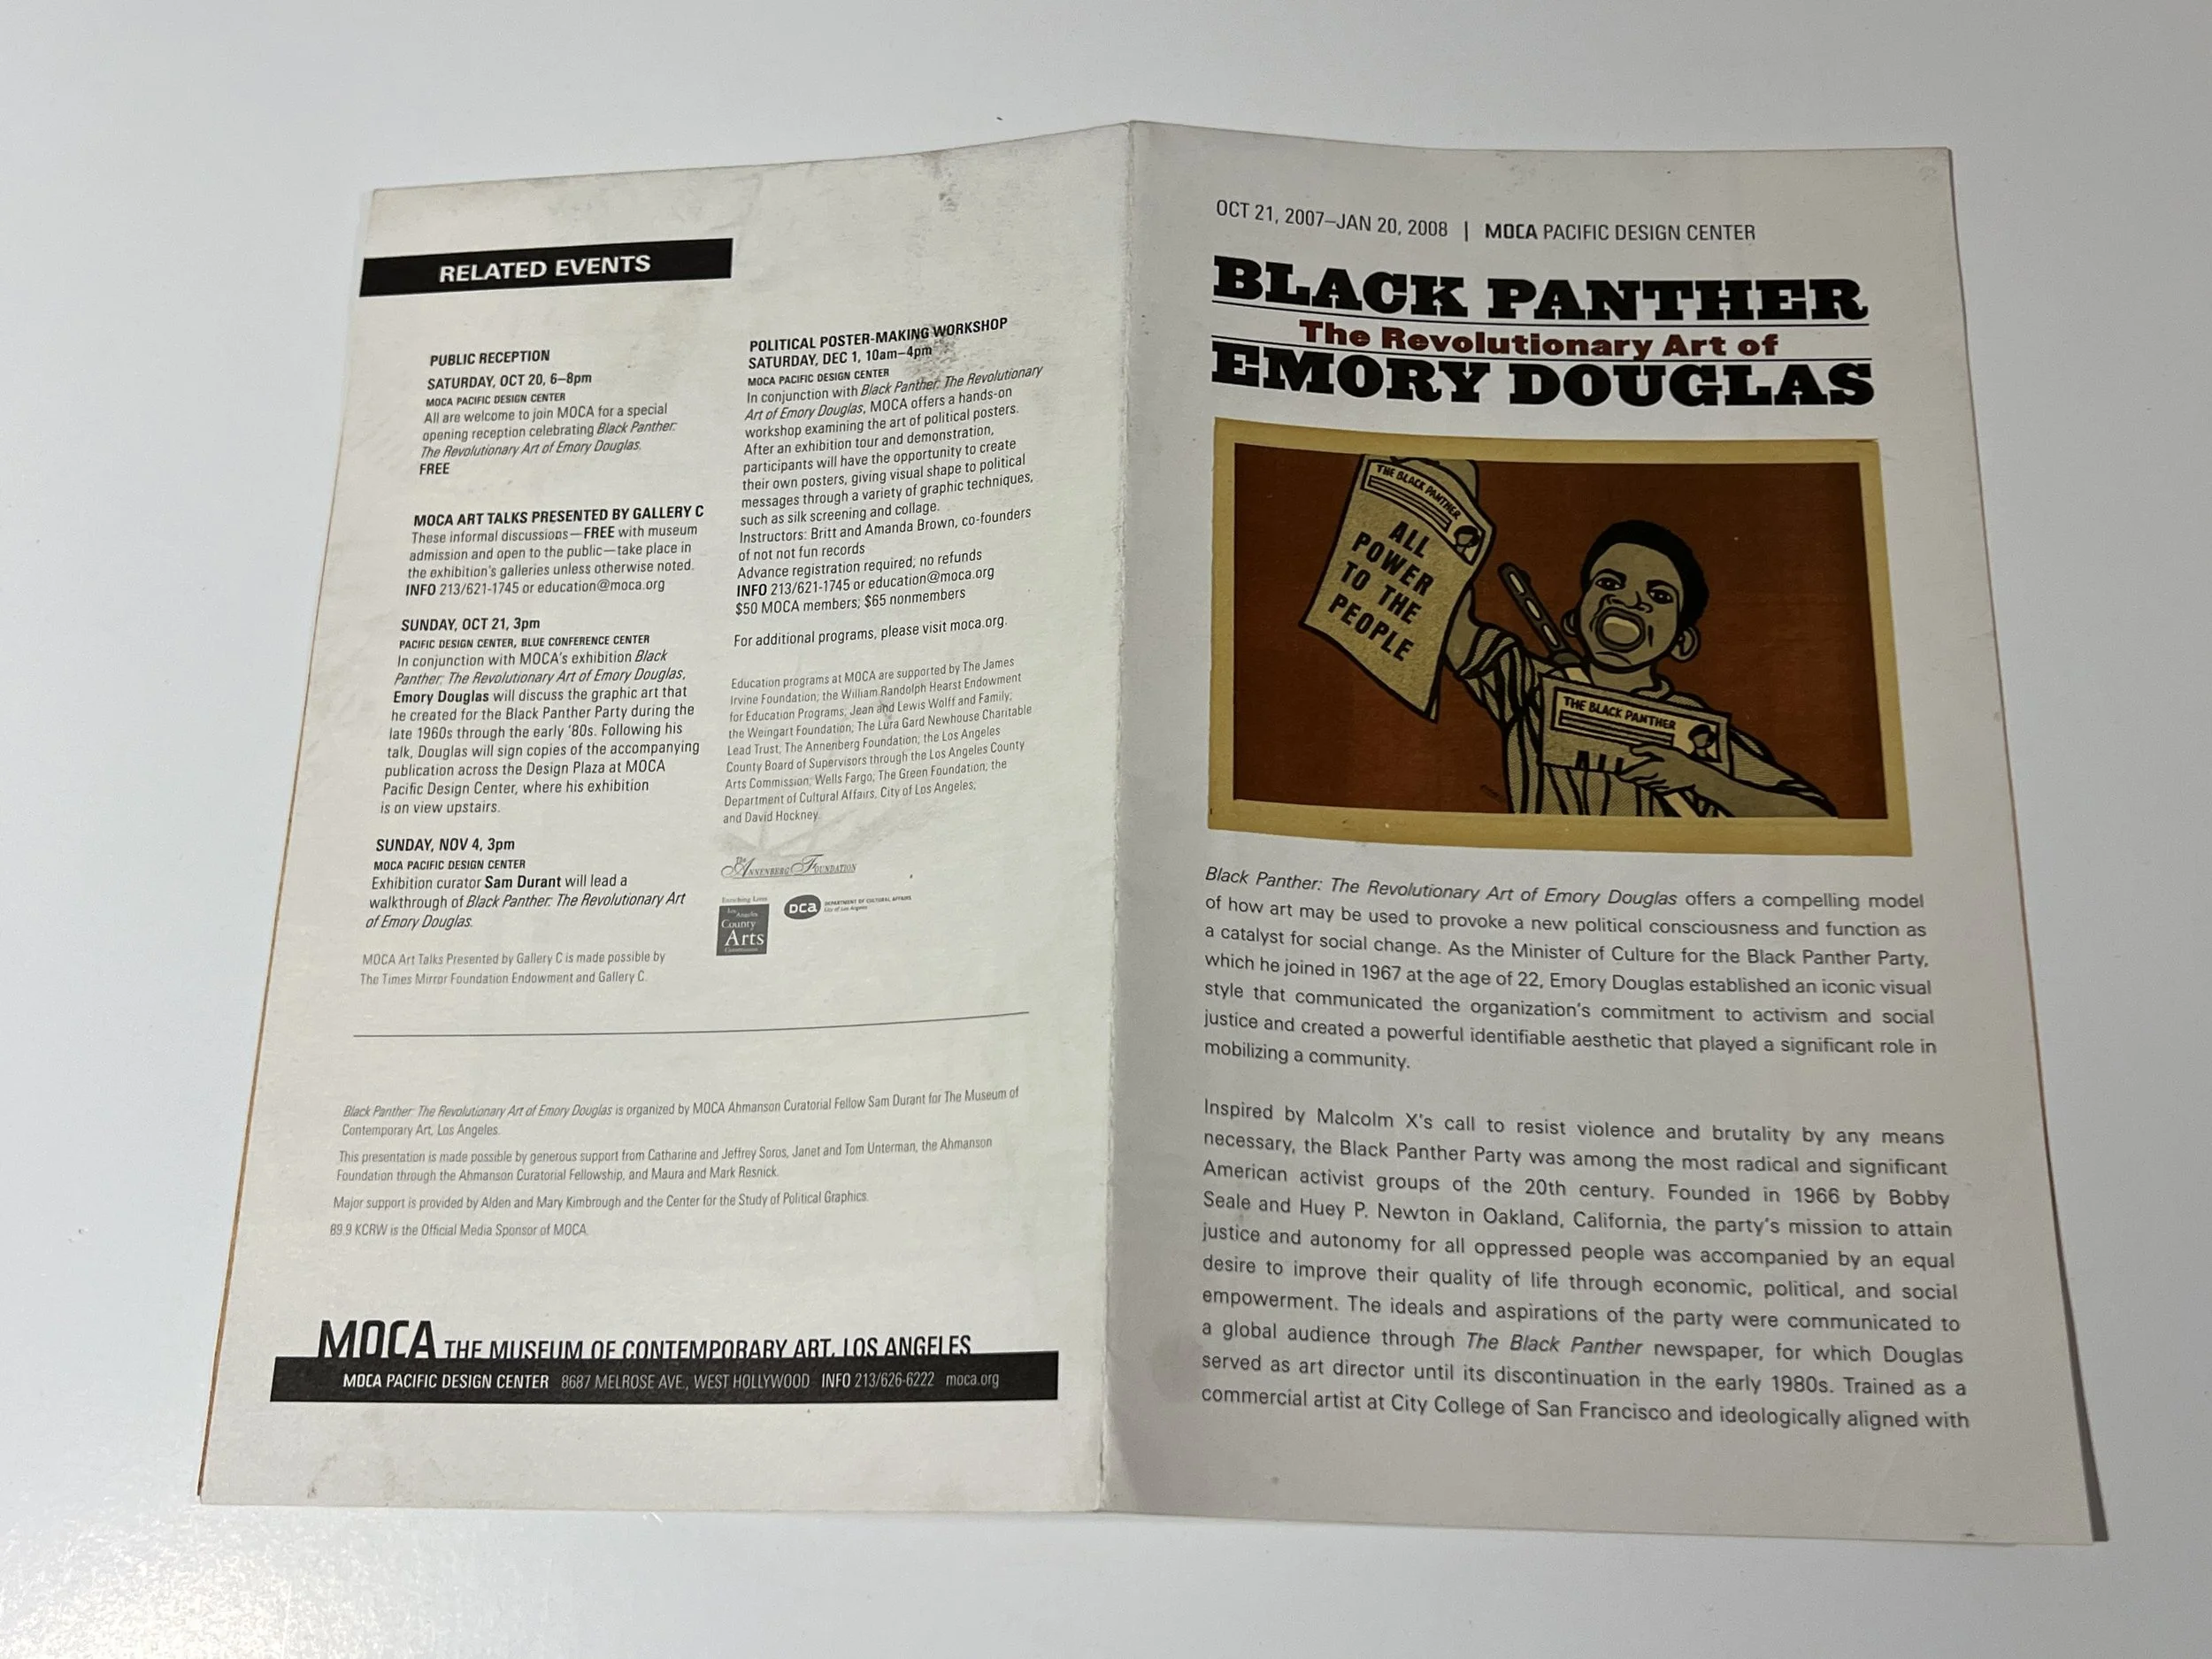 RELATED EVENTS
PUBLIC RECEPTION
SATURDAY, OCT 20, 6–8pm
MOCA PACIFIC DESIGN CENTER
All are welcome to join MOCA for a special
opening reception celebrating Black Panther:
The Revolutionary Art of Emory Douglas.
FREE
MOCA ART TALKS PRESENTED BY GALLERY C
These informal discussions—FREE with museum
admission and open to the public—take place in
the exhibition's galleries unless otherwise noted.
INFO 213/621-1745 or education@moca.org
SUNDAY, OCT 21, 3pm
PACIFIC DESIGN CENTER, BLUE CONFERENCE CENTER
In conjunction with MOCA's exhibition Black
Panther: The Revolutionary Art of Emory Douglas,
Emory Douglas will discuss the graphic art that
he created for the Black Panther Party during the
late 1960s through the early '80s. Following his
talk, Douglas will sign copies of the accompanying
publication across the Design Plaza at MOCA
Pacific Design Center, where his exhibition
is on view upstairs.
SUNDAY, NOV 4, 3pm
MOCA PACIFIC DESIGN CENTER
Exhibition curator Sam Durant will lead a
walkthrough of Black Panther: The Revolutionary Art
of Emory Douglas.
MOCA Art Talks Presented by Gallery C is made possible by
The Times Mirror Foundation Endowment and Gallery C.
POLITICAL POSTER-MAKING WORKSHOP
SATURDAY, DEC 1, 10am–4pm
MOCA PACIFIC DESIGN CENTER
In conjunction with Black Panther: The Revolutionary
Art of Emory Douglas, MOCA offers a hands-on
workshop examining the art of political posters.
After an exhibition tour and demonstration,
participants will have the opportunity to create
their own posters, giving visual shape to political
messages through a variety of graphic techniques,
such as silk screening and collage.
Instructors: Britt and Amanda Brown, co-founders
of not not fun records
Advance registration required; no refunds
INFO 213/621-1745 or education@moca.org
$50 MOCA members; $65 nonmembers
For additional programs, please visit moca.org.
Education programs at MOCA are supported by The James
Irvine Foundation; the William Randolph Hearst Endowment
for Education Programs; Jean and Lewis Wolff and Family;
the Weingart Foundation; The Lura Gard Newhouse Charitable
Lead Trust; The Annenberg Foundation; the Los Angeles
County Board of Supervisors through the Los Angeles County
Arts Commission; Wells Fargo; The Green Foundation; the
Department of Cultural Affairs, City of Los Angeles;
and David Hockney.
The Annenberg Foundation
Enriching Lives
Los Angeles
County
Arts
Commission
DCA
DEPARTMENT OF CULTURAL AFFAIRS
City of Los Angeles
Black Panther: The Revolutionary Art of Emory Douglas is organized by MOCA Ahmanson Curatorial Fellow Sam Durant for The Museum of
Contemporary Art, Los Angeles.
This presentation is made possible by generous support from Catharine and Jeffrey Soros, Janet and Tom Unterman, the Ahmanson
Foundation through the Ahmanson Curatorial Fellowship, and Maura and Mark Resnick.
Major support is provided by Alden and Mary Kimbrough and the Center for the Study of Political Graphics.
89.9 KCRW is the Official Media Sponsor of MOCA.
MOCA THE MUSEUM OF CONTEMPORARY ART, LOS ANGELES
MOCA PACIFIC DESIGN CENTER 8687 MELROSE AVE., WEST HOLLYWOOD INFO 213/626-6222 moca.org
OCT 21, 2007–JAN 20, 2008 | MOCA PACIFIC DESIGN CENTER
BLACK PANTHER
The Revolutionary Art of
EMORY DOUGLAS
THE BLACK PANTHER
ALL
POWER
TO THE
PEOPLE
THE BLACK PANTHER
ALL
Black Panther: The Revolutionary Art of Emory Douglas offers a compelling model
of how art may be used to provoke a new political consciousness and function as
a catalyst for social change. As the Minister of Culture for the Black Panther Party,
which he joined in 1967 at the age of 22, Emory Douglas established an iconic visual
style that communicated the organization's commitment to activism and social
justice and created a powerful identifiable aesthetic that played a significant role in
mobilizing a community.
Inspired by Malcolm X's call to resist violence and brutality by any means
necessary, the Black Panther Party was among the most radical and significant
American activist groups of the 20th century. Founded in 1966 by Bobby
Seale and Huey P. Newton in Oakland, California, the party's mission to attain
justice and autonomy for all oppressed people was accompanied by an equal
desire to improve their quality of life through economic, political, and social
empowerment. The ideals and aspirations of the party were communicated to
a global audience through The Black Panther newspaper, for which Douglas
served as art director until its discontinuation in the early 1980s. Trained as a
commercial artist at City College of San Francisco and ideologically aligned with